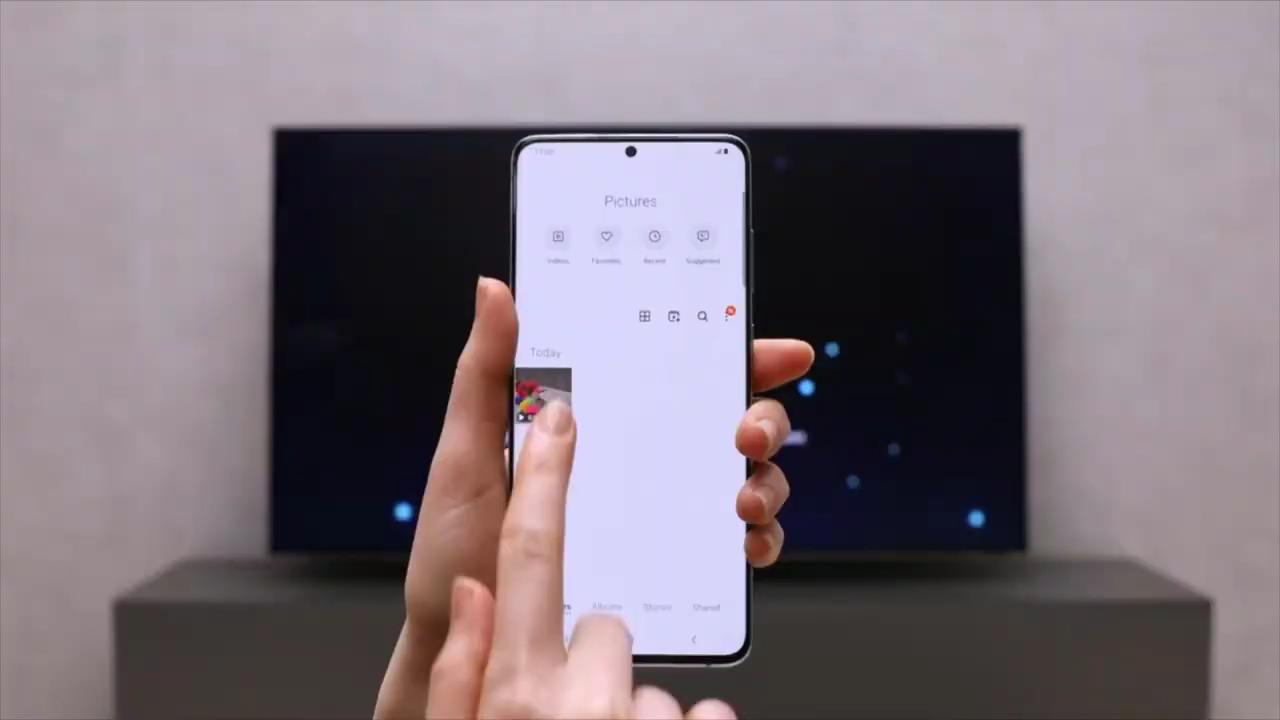 Pictures
Videos Favorites Recent Suggested
Today
Albums Stories Shared